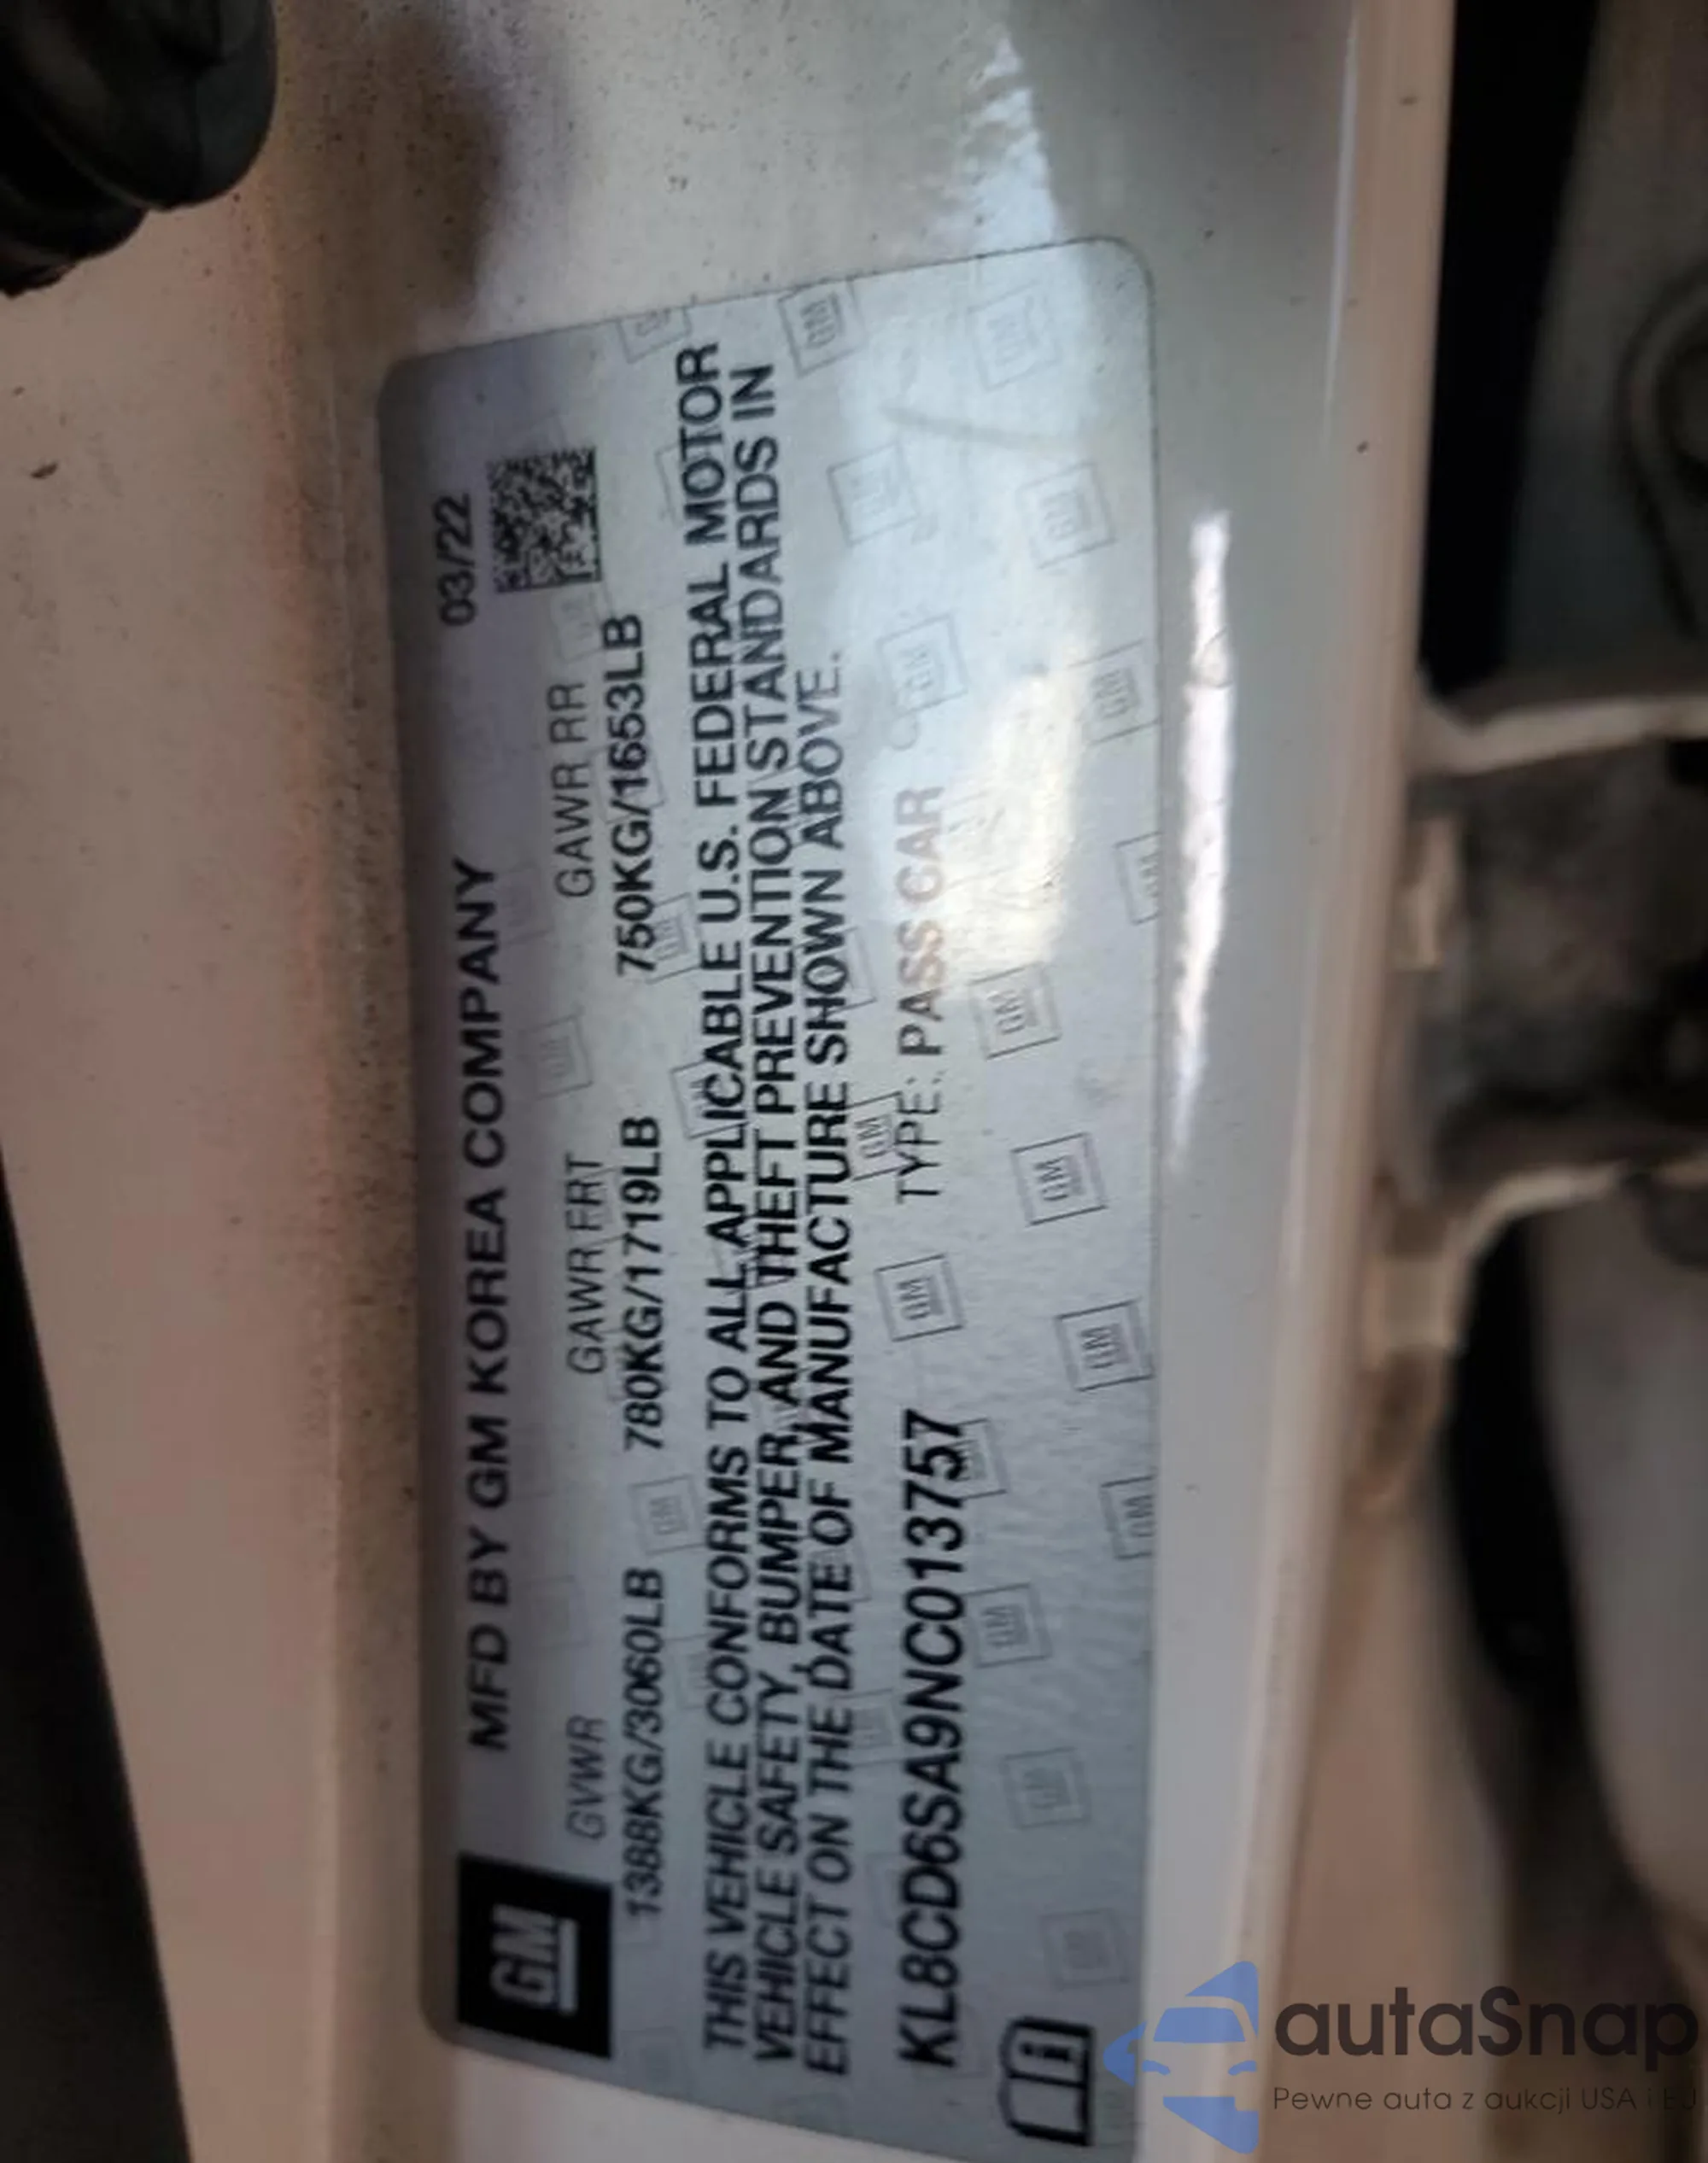 GM
MFD BY GM KOREA COMPANY
03/22
GVWR
GAWR FRT
GAWR RR
1388KG/3060LB
780KG/1719LB
750KG/1653LB
THIS VEHICLE CONFORMS TO ALL APPLICABLE U.S. FEDERAL MOTOR
VEHICLE SAFETY, BUMPER, AND THEFT PREVENTION STANDARDS IN
EFFECT ON THE DATE OF MANUFACTURE SHOWN ABOVE.
KL8CD6SA9NC013757
TYPE: PASS CAR
autaSnap
Pewne auta z aukcji USA i EU